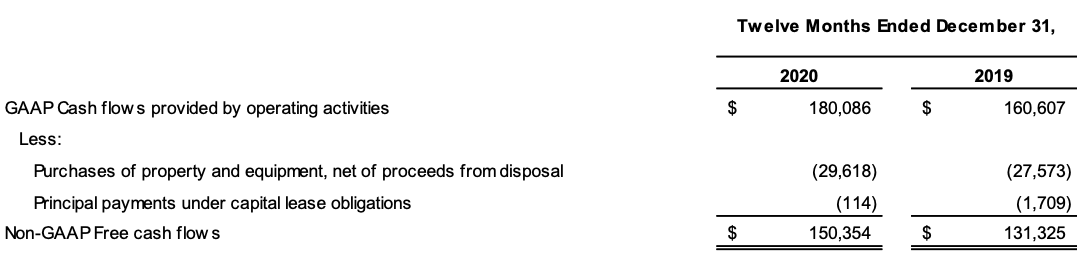 Twelve Months Ended December 31,
2020 2019
GAAP Cash flows provided by operating activities $ 180,086 $ 160,607
Less:
Purchases of property and equipment, net of proceeds from disposal (29,618) (27,573)
Principal payments under capital lease obligations (114) (1,709)
Non-GAAP Free cash flows $ 150,354 $ 131,325